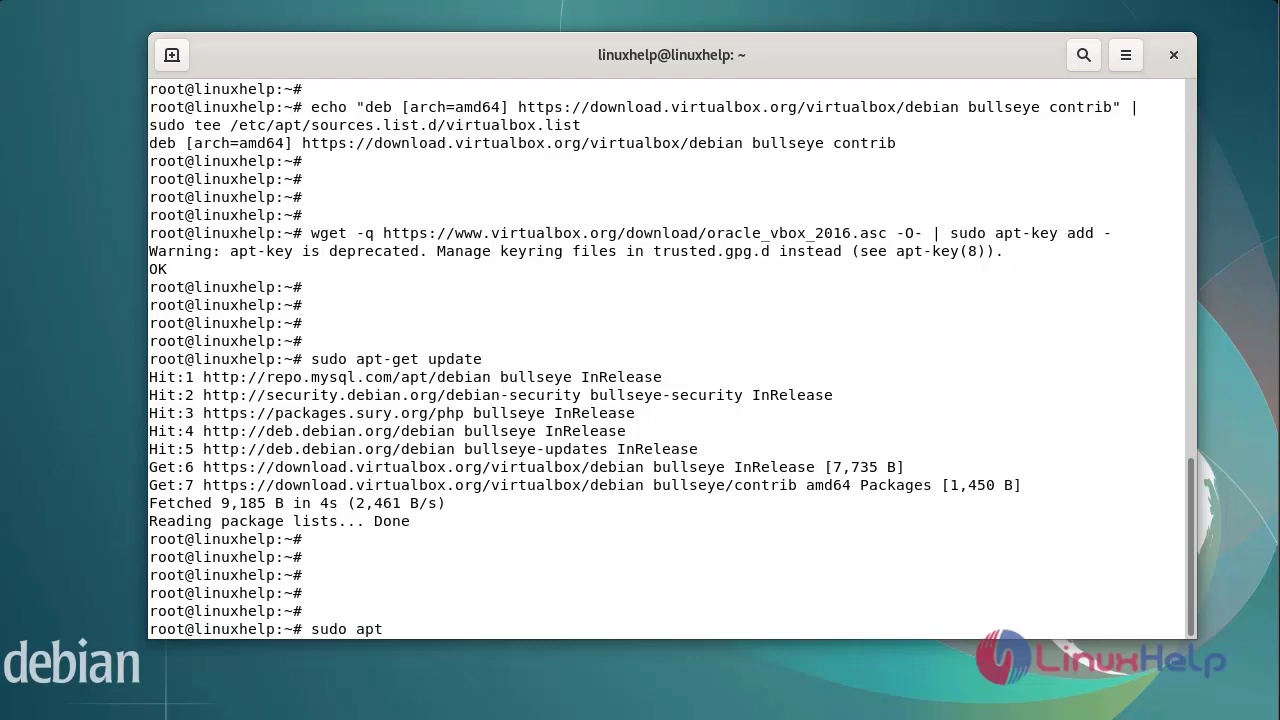 linuxhelp@linuxhelp: ~
root@linuxhelp:~#
root@linuxhelp:~# echo "deb [arch=amd64] https://download.virtualbox.org/virtualbox/debian bullseye contrib" |
sudo tee /etc/apt/sources.list.d/virtualbox.list
deb [arch=amd64] https://download.virtualbox.org/virtualbox/debian bullseye contrib
root@linuxhelp:~#
root@linuxhelp:~#
root@linuxhelp:~#
root@linuxhelp:~#
root@linuxhelp:~# wget -q https://www.virtualbox.org/download/oracle_vbox_2016.asc -O- | sudo apt-key add -
Warning: apt-key is deprecated. Manage keyring files in trusted.gpg.d instead (see apt-key(8)).
OK
root@linuxhelp:~#
root@linuxhelp:~#
root@linuxhelp:~#
root@linuxhelp:~#
root@linuxhelp:~# sudo apt-get update
Hit:1 http://repo.mysql.com/apt/debian bullseye InRelease
Hit:2 http://security.debian.org/debian-security bullseye-security InRelease
Hit:3 https://packages.sury.org/php bullseye InRelease
Hit:4 http://deb.debian.org/debian bullseye InRelease
Hit:5 http://deb.debian.org/debian bullseye-updates InRelease
Get:6 https://download.virtualbox.org/virtualbox/debian bullseye InRelease [7,735 B]
Get:7 https://download.virtualbox.org/virtualbox/debian bullseye/contrib amd64 Packages [1,450 B]
Fetched 9,185 B in 4s (2,461 B/s)
Reading package lists... Done
root@linuxhelp:~#
root@linuxhelp:~#
root@linuxhelp:~#
root@linuxhelp:~#
root@linuxhelp:~#
root@linuxhelp:~# sudo apt
debian
LinuxHelp